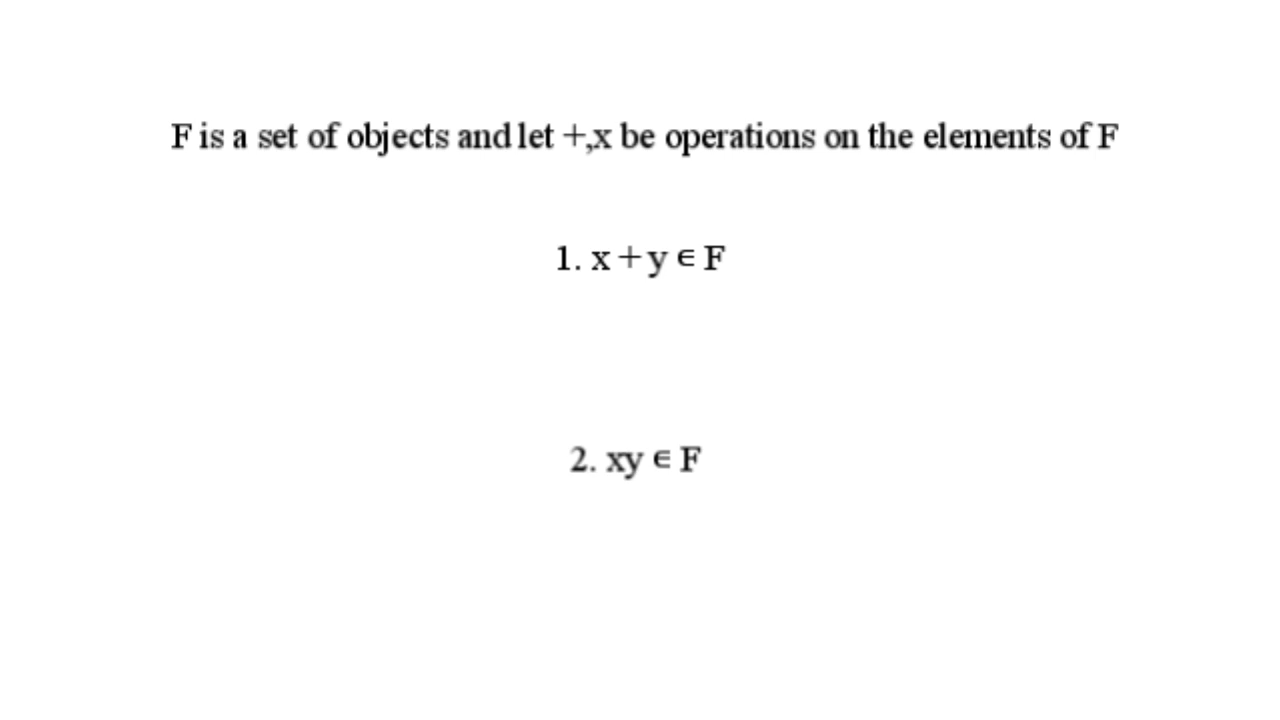 F is a set of objects and let +,x be operations on the elements of F
1. x+y ∈ F
2. xy ∈ F